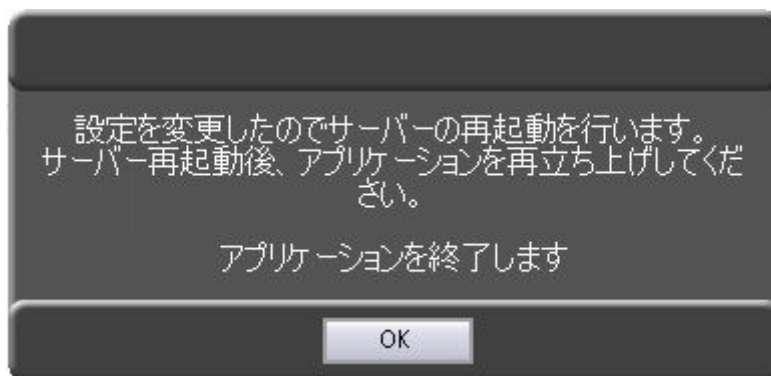 設定を変更したのでサーバーの再起動を行います。
サーバー再起動後、アプリケーションを再立ち上げしてくだ
さい。
アプリケーションを終了します
OK